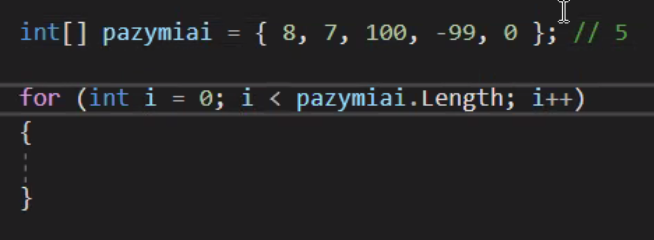 int[] pazymiai = { 8, 7, 100, -99, 0 }; // 5
for (int i = 0; i < pazymiai.Length; i++)
{
}